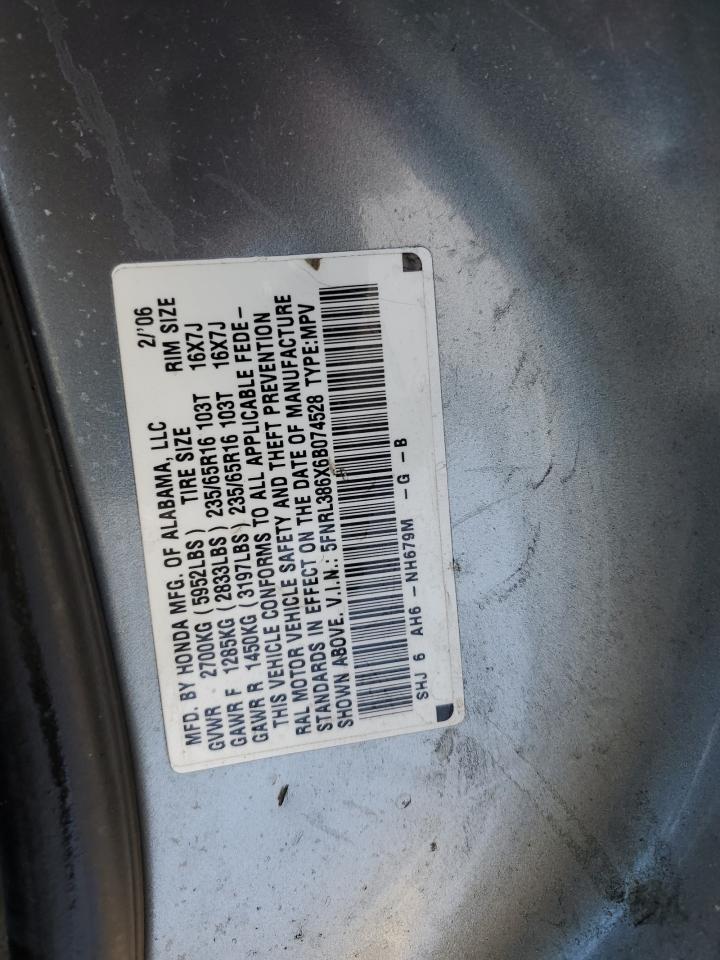 MFD. BY HONDA MFG. OF ALABAMA, LLC 2/'06
GVWR 2700KG (5952LBS) TIRE SIZE RIM SIZE
GAWR F 1285KG (2833LBS) 235/65R16 103T 16X7J
GAWR R 1450KG (3197LBS) 235/65R16 103T 16X7J
THIS VEHICLE CONFORMS TO ALL APPLICABLE FEDE-
RAL MOTOR VEHICLE SAFETY AND THEFT PREVENTION
STANDARDS IN EFFECT ON THE DATE OF MANUFACTURE
SHOWN ABOVE. V.I.N.: 5FNRL386X6B074528 TYPE:MPV
SHJ 6 AH6 -NH679M -G -B